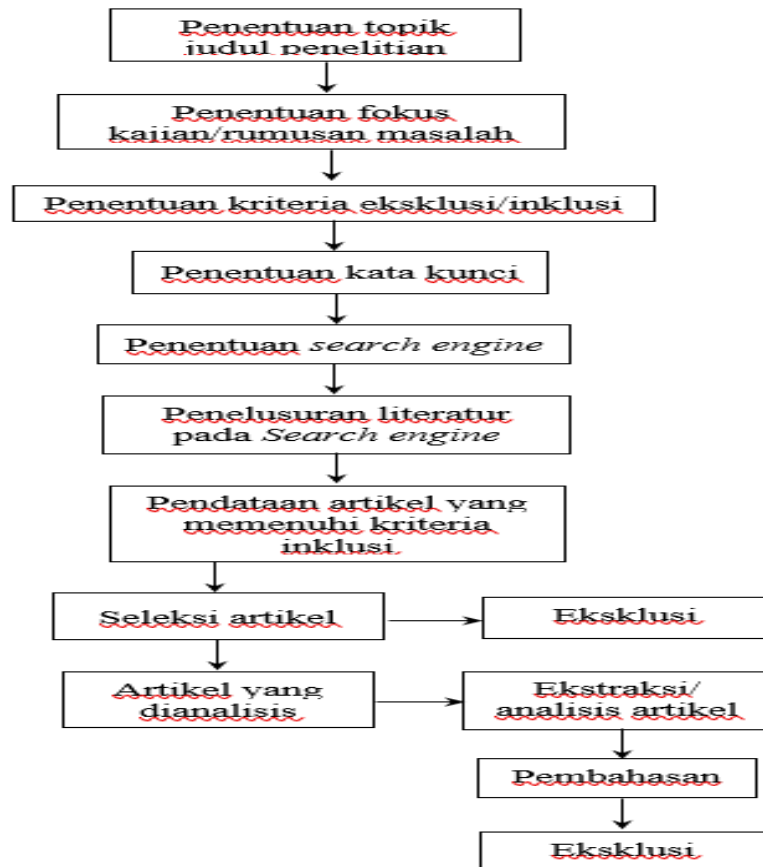 Penentuan topik
judul penelitian
Penentuan fokus
kajian/rumusan masalah
Penentuan kriteria eksklusi/inklusi
Penentuan kata kunci
Penentuan search engine
Penelusuran literatur
pada Search engine
Pendataan artikel yang
memenuhi kriteria
inklusi
Seleksi artikel
Eksklusi
Artikel yang
dianalisis
Ekstraksi/
analisis artikel
Pembahasan
Eksklusi